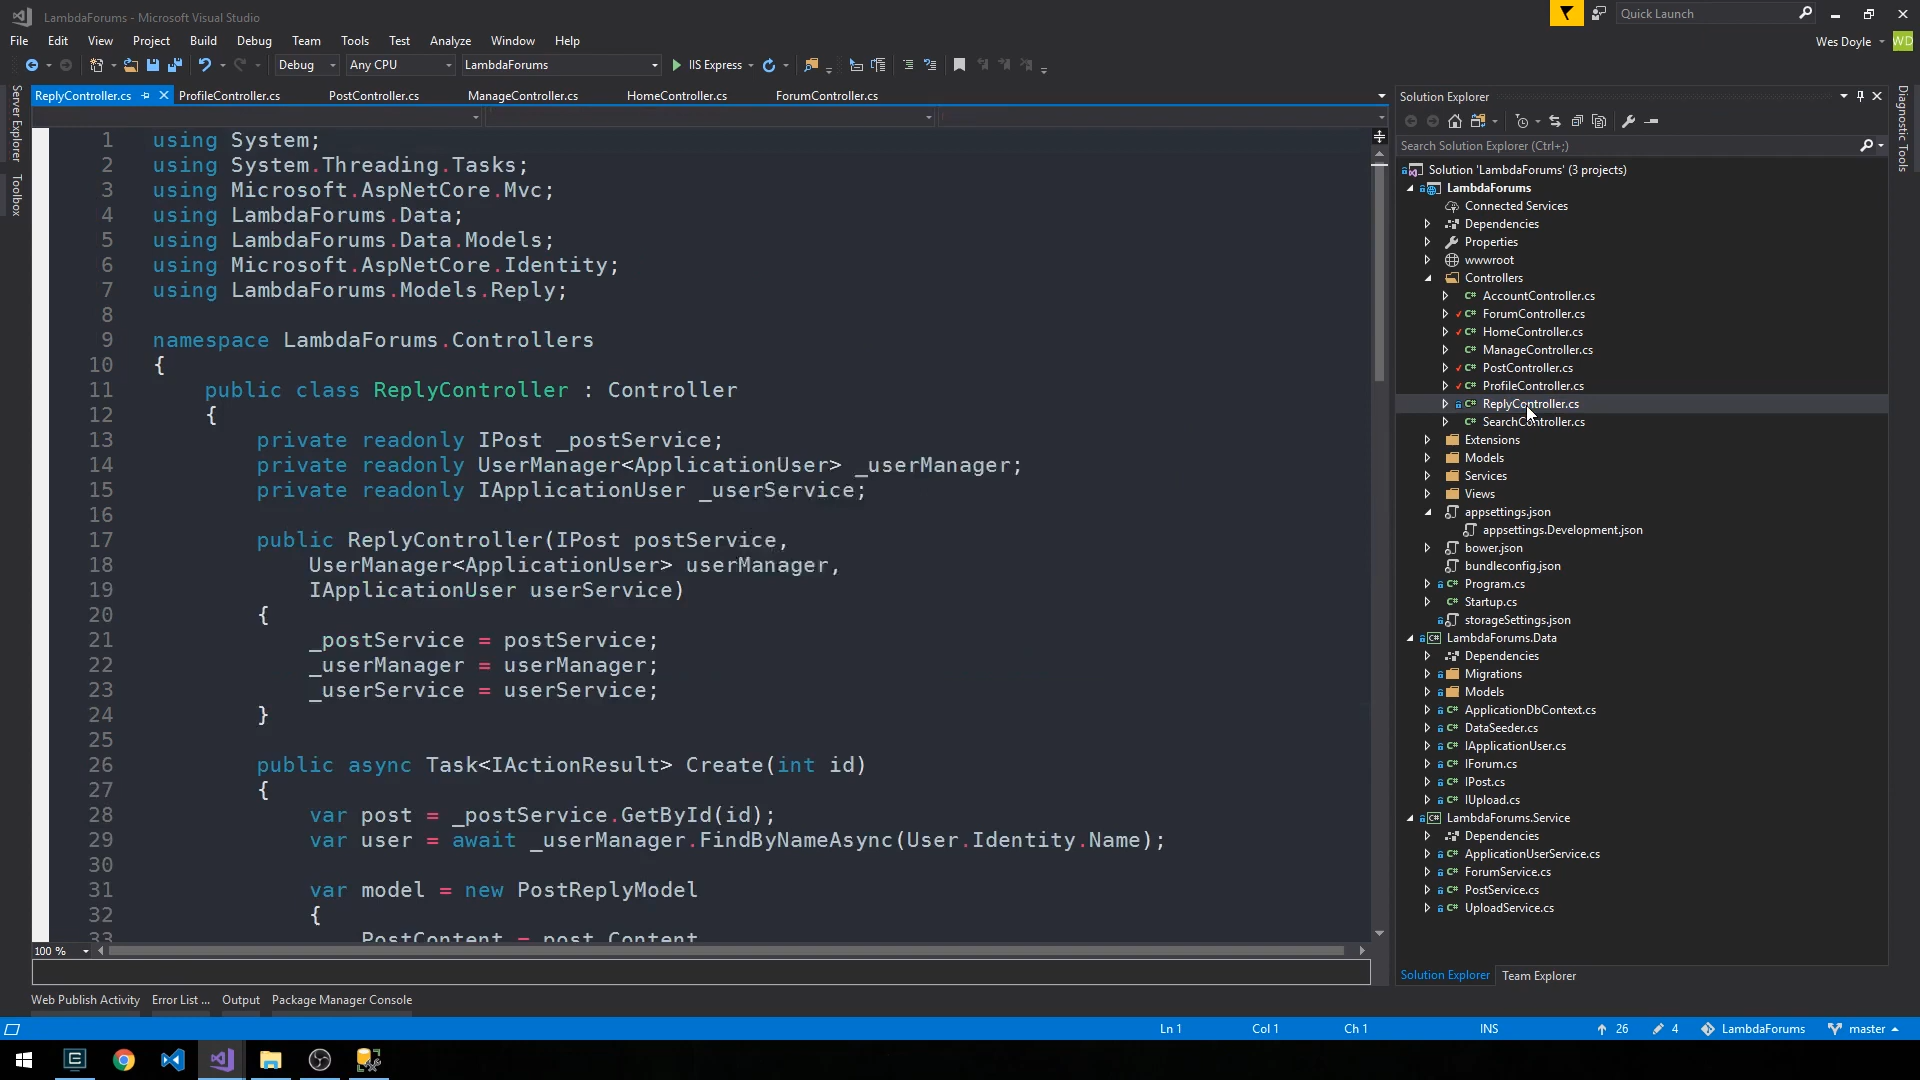 LambdaForums - Microsoft Visual Studio
Quick Launch
File Edit View Project Build Debug Team Tools Test Analyze Window Help
Wes Doyle WD
Debug Any CPU LambdaForums IIS Express
ReplyController.cs ProfileController.cs PostController.cs ManageController.cs HomeController.cs ForumController.cs
Server Explorer
Toolbox
1 using System;
2 using System.Threading.Tasks;
3 using Microsoft.AspNetCore.Mvc;
4 using LambdaForums.Data;
5 using LambdaForums.Data.Models;
6 using Microsoft.AspNetCore.Identity;
7 using LambdaForums.Models.Reply;
8
9 namespace LambdaForums.Controllers
10 {
11 public class ReplyController : Controller
12 {
13 private readonly IPost _postService;
14 private readonly UserManager<ApplicationUser> _userManager;
15 private readonly IApplicationUser _userService;
16
17 public ReplyController(IPost postService,
18 UserManager<ApplicationUser> userManager,
19 IApplicationUser userService)
20 {
21 _postService = postService;
22 _userManager = userManager;
23 _userService = userService;
24 }
25
26 public async Task<IActionResult> Create(int id)
27 {
28 var post = _postService.GetById(id);
29 var user = await _userManager.FindByNameAsync(User.Identity.Name);
30
31 var model = new PostReplyModel
32 {
33 PostContent = post.Content
100 %
Solution Explorer
Search Solution Explorer (Ctrl+;)
Solution 'LambdaForums' (3 projects)
LambdaForums
Connected Services
Dependencies
Properties
wwwroot
Controllers
C# AccountController.cs
C# ForumController.cs
C# HomeController.cs
C# ManageController.cs
C# PostController.cs
C# ProfileController.cs
C# ReplyController.cs
C# SearchController.cs
Extensions
Models
Services
Views
appsettings.json
appsettings.Development.json
bower.json
bundleconfig.json
C# Program.cs
C# Startup.cs
storageSettings.json
C# LambdaForums.Data
Dependencies
Migrations
Models
C# ApplicationDbContext.cs
C# DataSeeder.cs
C# IApplicationUser.cs
C# IForum.cs
C# IPost.cs
C# IUpload.cs
C# LambdaForums.Service
Dependencies
C# ApplicationUserService.cs
C# ForumService.cs
C# PostService.cs
C# UploadService.cs
Solution Explorer Team Explorer
Diagnostic Tools
Web Publish Activity Error List ... Output Package Manager Console
Ln 1 Col 1 Ch 1 INS 26 4 LambdaForums master